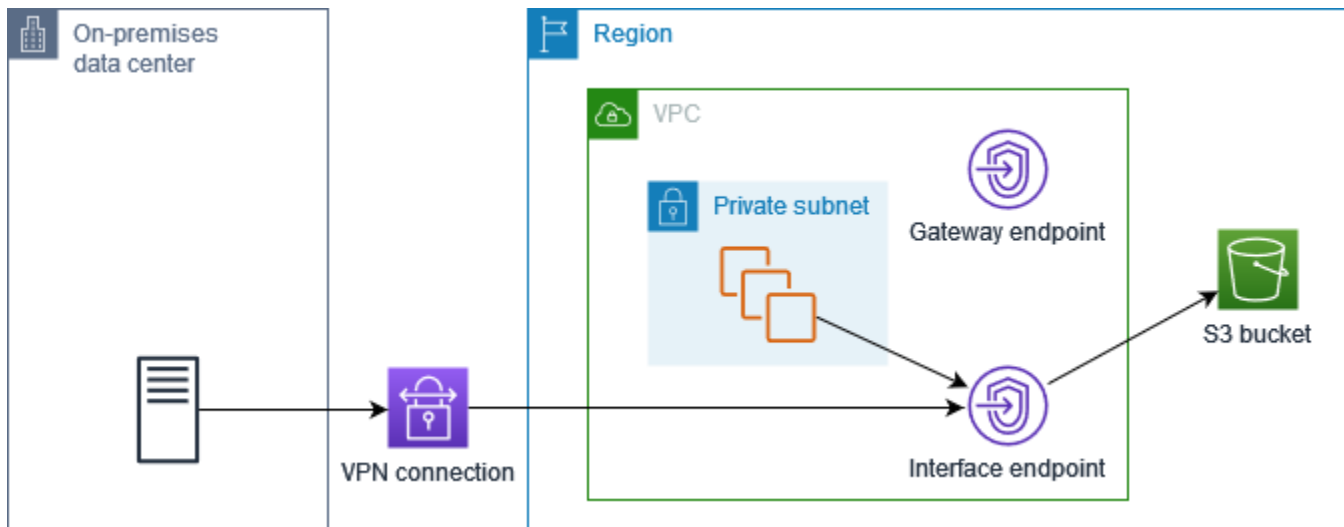 On-premises
data center
Region
VPC
Private subnet
Gateway endpoint
S3 bucket
VPN connection
Interface endpoint